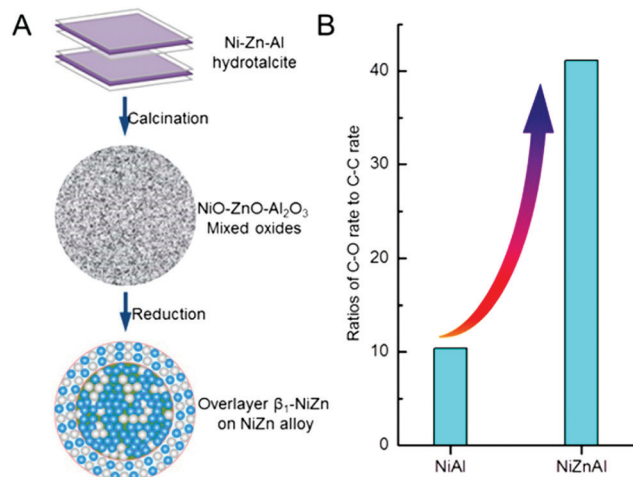 A
Ni-Zn-Al
hydrotalcite
Calcination
NiO-ZnO-Al₂O₃
Mixed oxides
Reduction
Overlayer β₁-NiZn
on NiZn alloy
B
Ratios of C-O rate to C-C rate
40
30
20
10
0
NiAl
NiZnAl